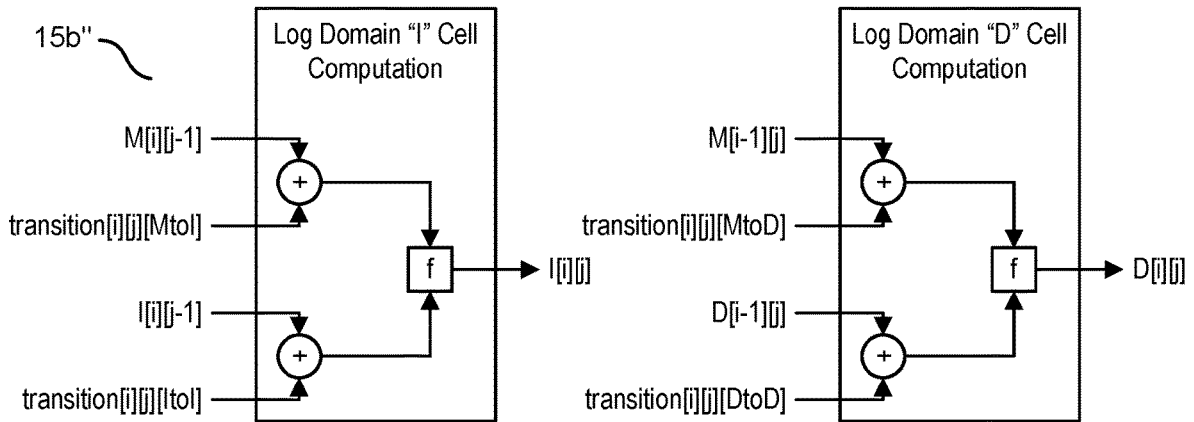 15b"
Log Domain “I” Cell
Computation
M[i][j-1]
+
transition[i][j][MtoI]
f
I[i][j]
I[i][j-1]
+
transition[i][j][ItoI]
Log Domain “D” Cell
Computation
M[i-1][j]
+
transition[i][j][MtoD]
f
D[i][j]
D[i-1][j]
+
transition[i][j][DtoD]